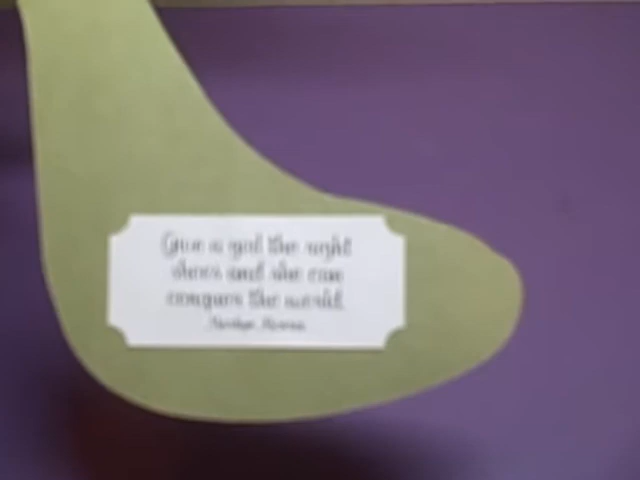 Give a girl the right
shoes and she can
conquer the world.